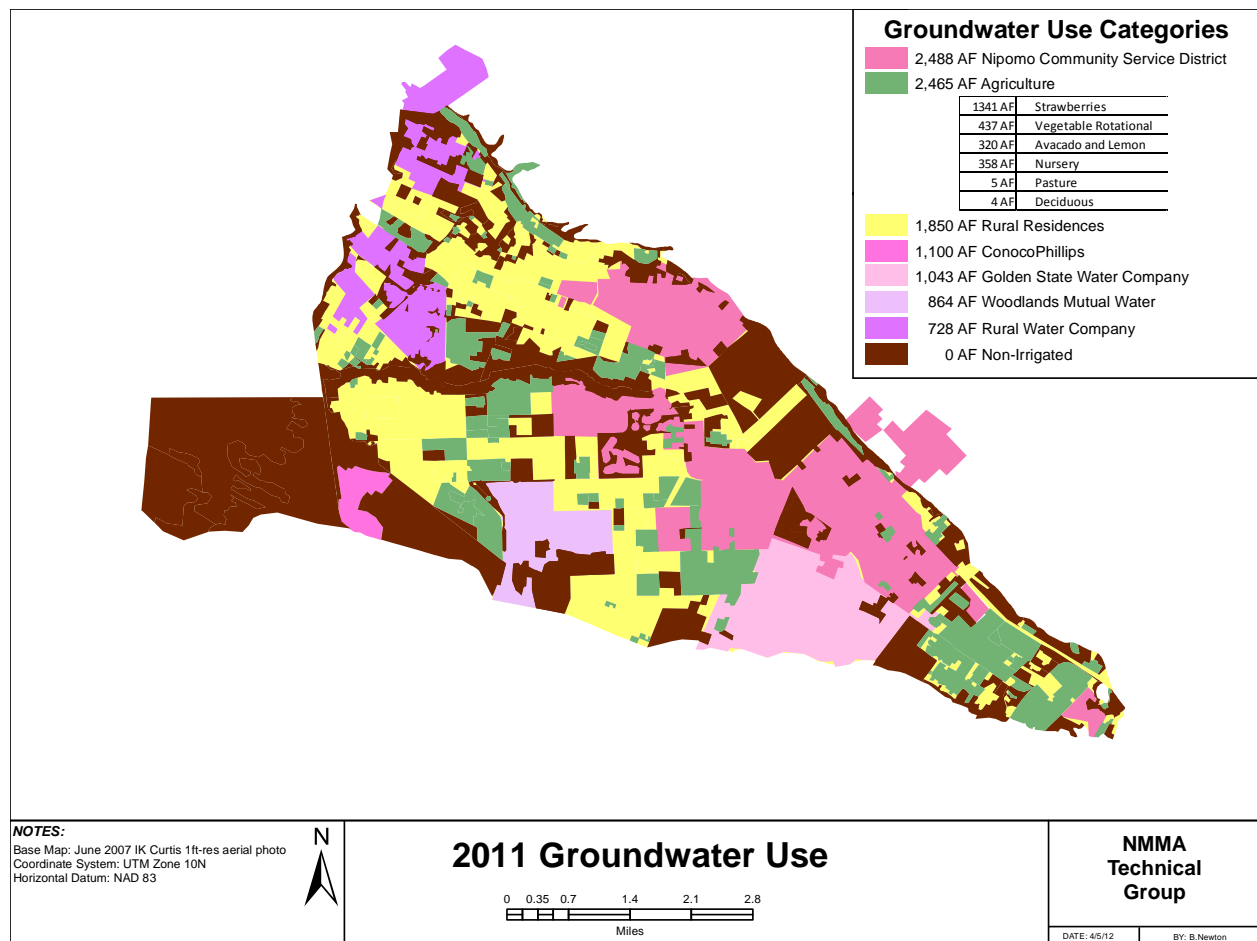 Groundwater Use Categories
2,488 AF Nipomo Community Service District
2,465 AF Agriculture
1341 AF Strawberries
437 AF Vegetable Rotational
320 AF Avacado and Lemon
358 AF Nursery
5 AF Pasture
4 AF Deciduous
1,850 AF Rural Residences
1,100 AF ConocoPhillips
1,043 AF Golden State Water Company
864 AF Woodlands Mutual Water
728 AF Rural Water Company
0 AF Non-Irrigated
NOTES:
Base Map: June 2007 IK Curtis 1ft-res aerial photo
Coordinate System: UTM Zone 10N
Horizontal Datum: NAD 83
N
2011 Groundwater Use
0 0.35 0.7 1.4 2.1 2.8
Miles
NMMA
Technical
Group
DATE: 4/5/12 BY: B.Newton